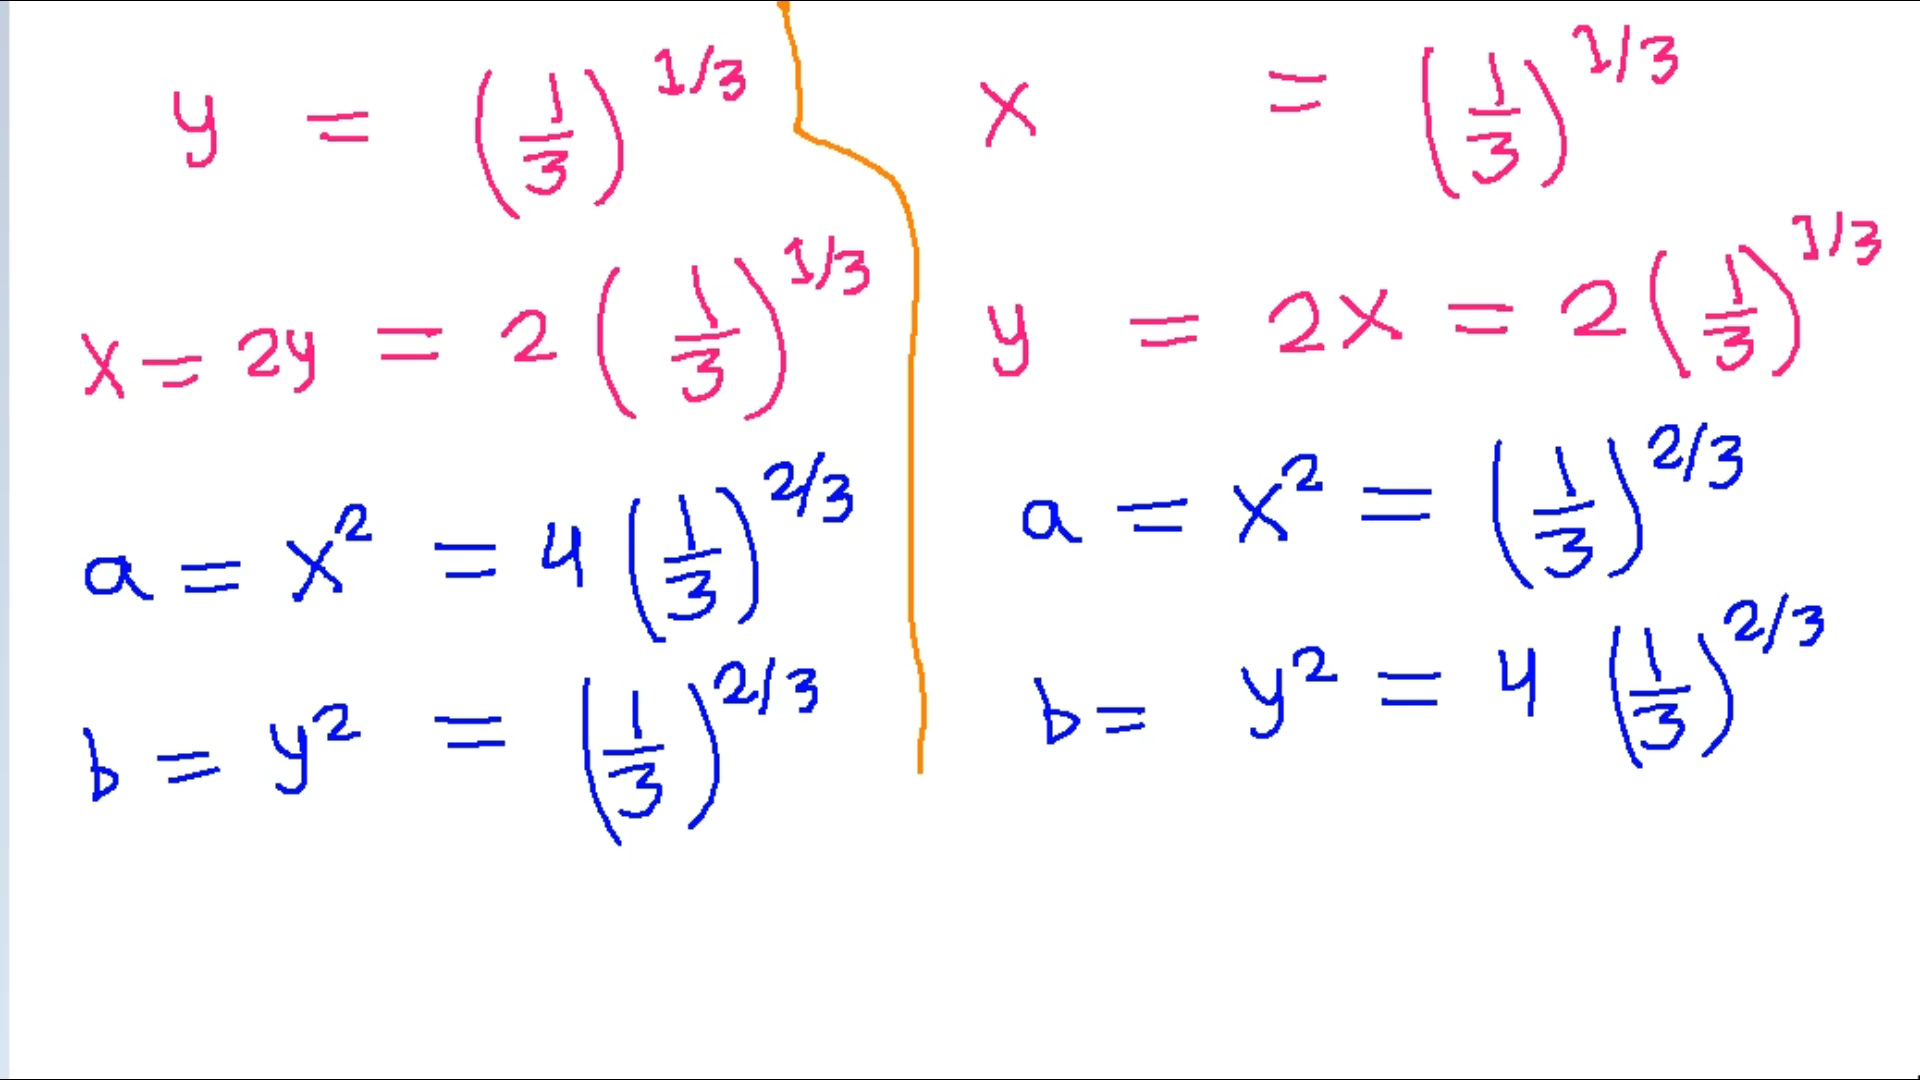 y = (1/3)^1/3
x = 2y = 2(1/3)^1/3
a = x² = 4(1/3)^2/3
b = y² = (1/3)^2/3
x = (1/3)^1/3
y = 2x = 2(1/3)^1/3
a = x² = (1/3)^2/3
b = y² = 4(1/3)^2/3